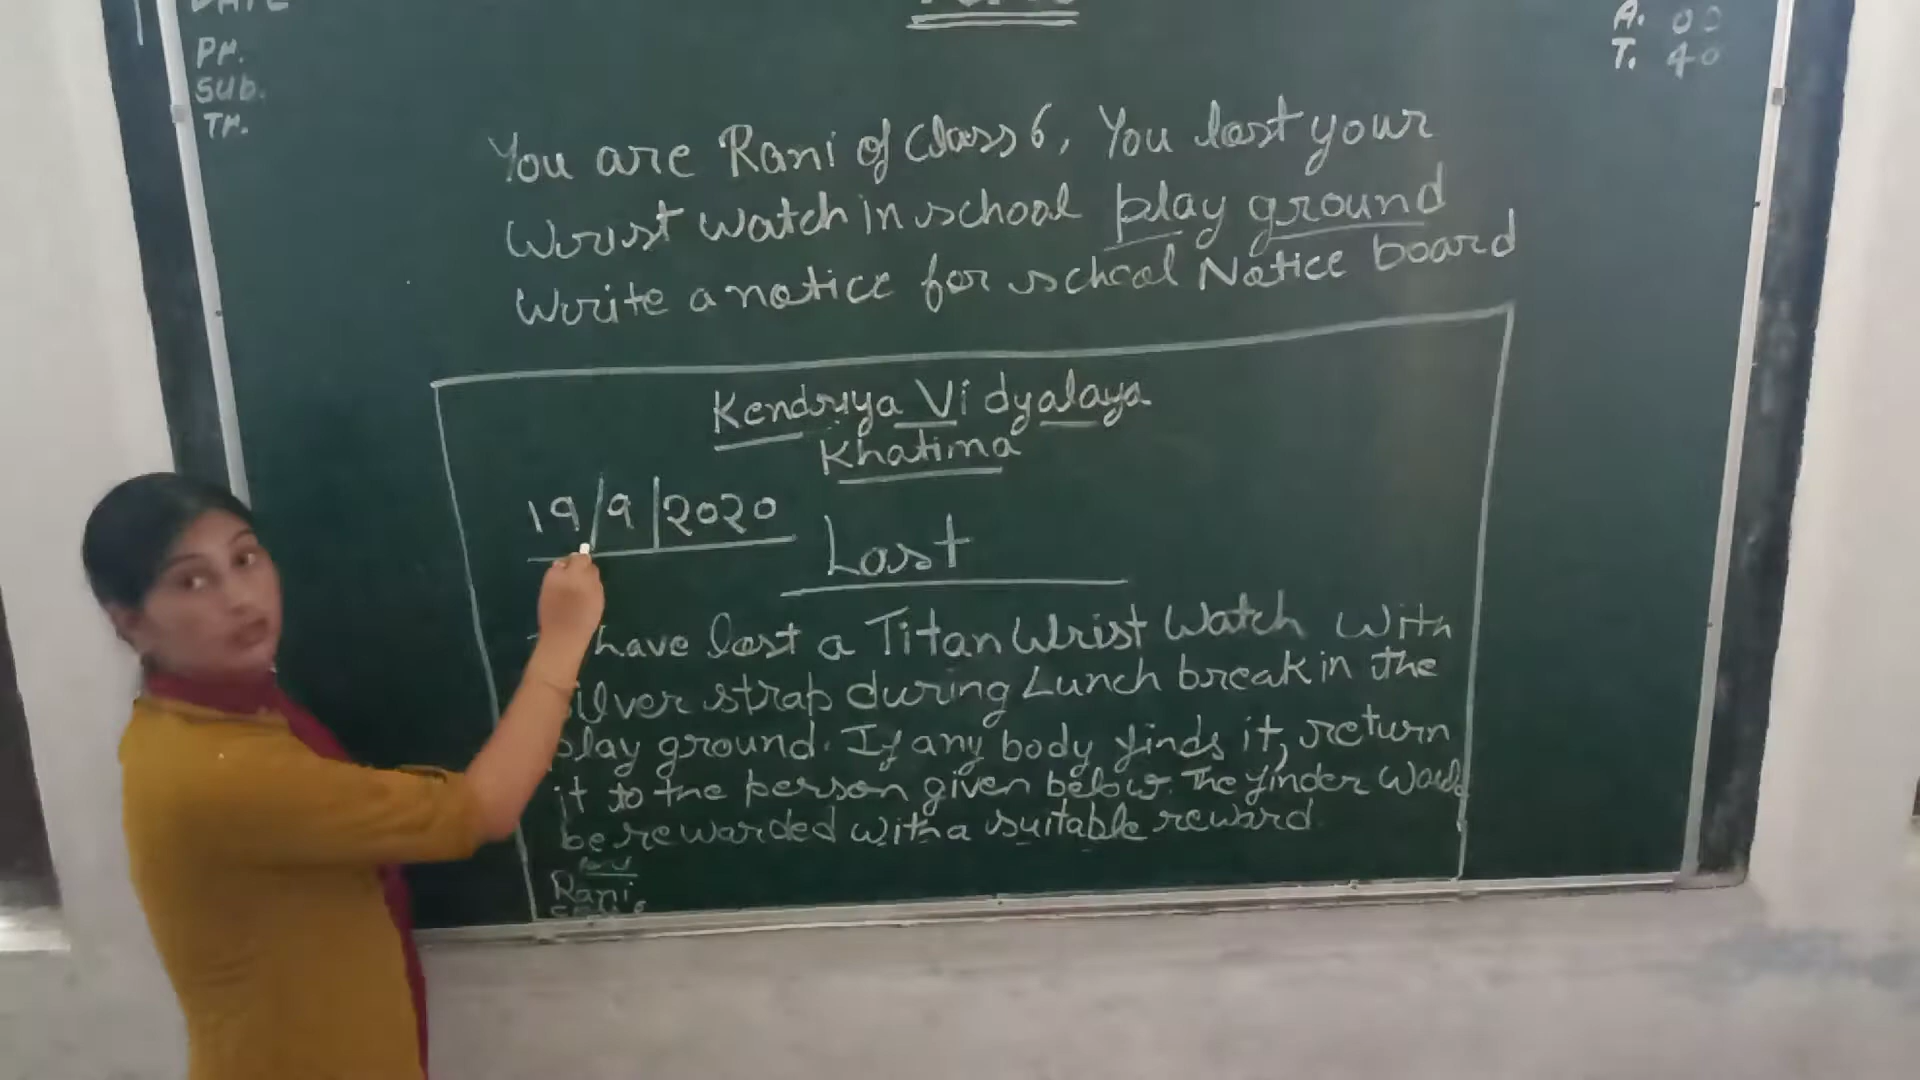 DATE
PH.
SUB.
TH.
A. 00
T. 40
You are Rani of Class 6, You lost your
Wrist watch in school play ground
Write a notice for school Notice board
Kendriya Vidyalaya
Khatima
19/9/2020
Lost
have lost a Titan Wrist Watch with
silver strap during Lunch break in the
play ground. If any body finds it, return
it to the person given below. The finder would
be rewarded with a suitable reward.
Rani